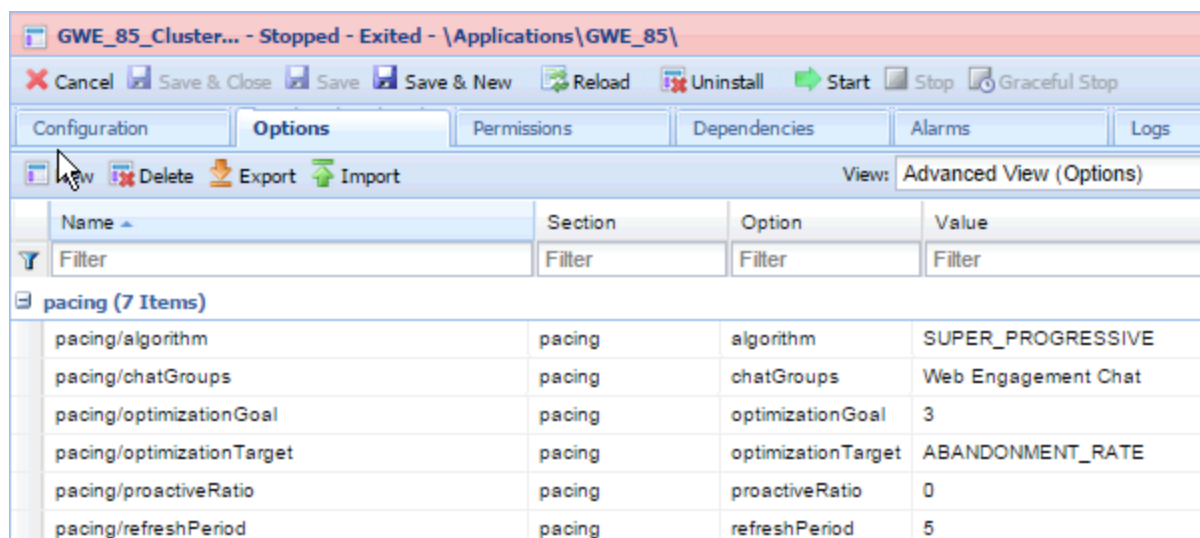 GWE_85_Cluster... - Stopped - Exited - \Applications\GWE_85\
Cancel Save & Close Save Save & New Reload Uninstall Start Stop Graceful Stop
Configuration Options Permissions Dependencies Alarms Logs
Delete Export Import View: Advanced View (Options)
Name Section Option Value
Filter Filter Filter Filter
pacing (7 Items)
pacing/algorithm pacing algorithm SUPER_PROGRESSIVE
pacing/chatGroups pacing chatGroups Web Engagement Chat
pacing/optimizationGoal pacing optimizationGoal 3
pacing/optimizationTarget pacing optimizationTarget ABANDONMENT_RATE
pacing/proactiveRatio pacing proactiveRatio 0
pacing/refreshPeriod pacing refreshPeriod 5